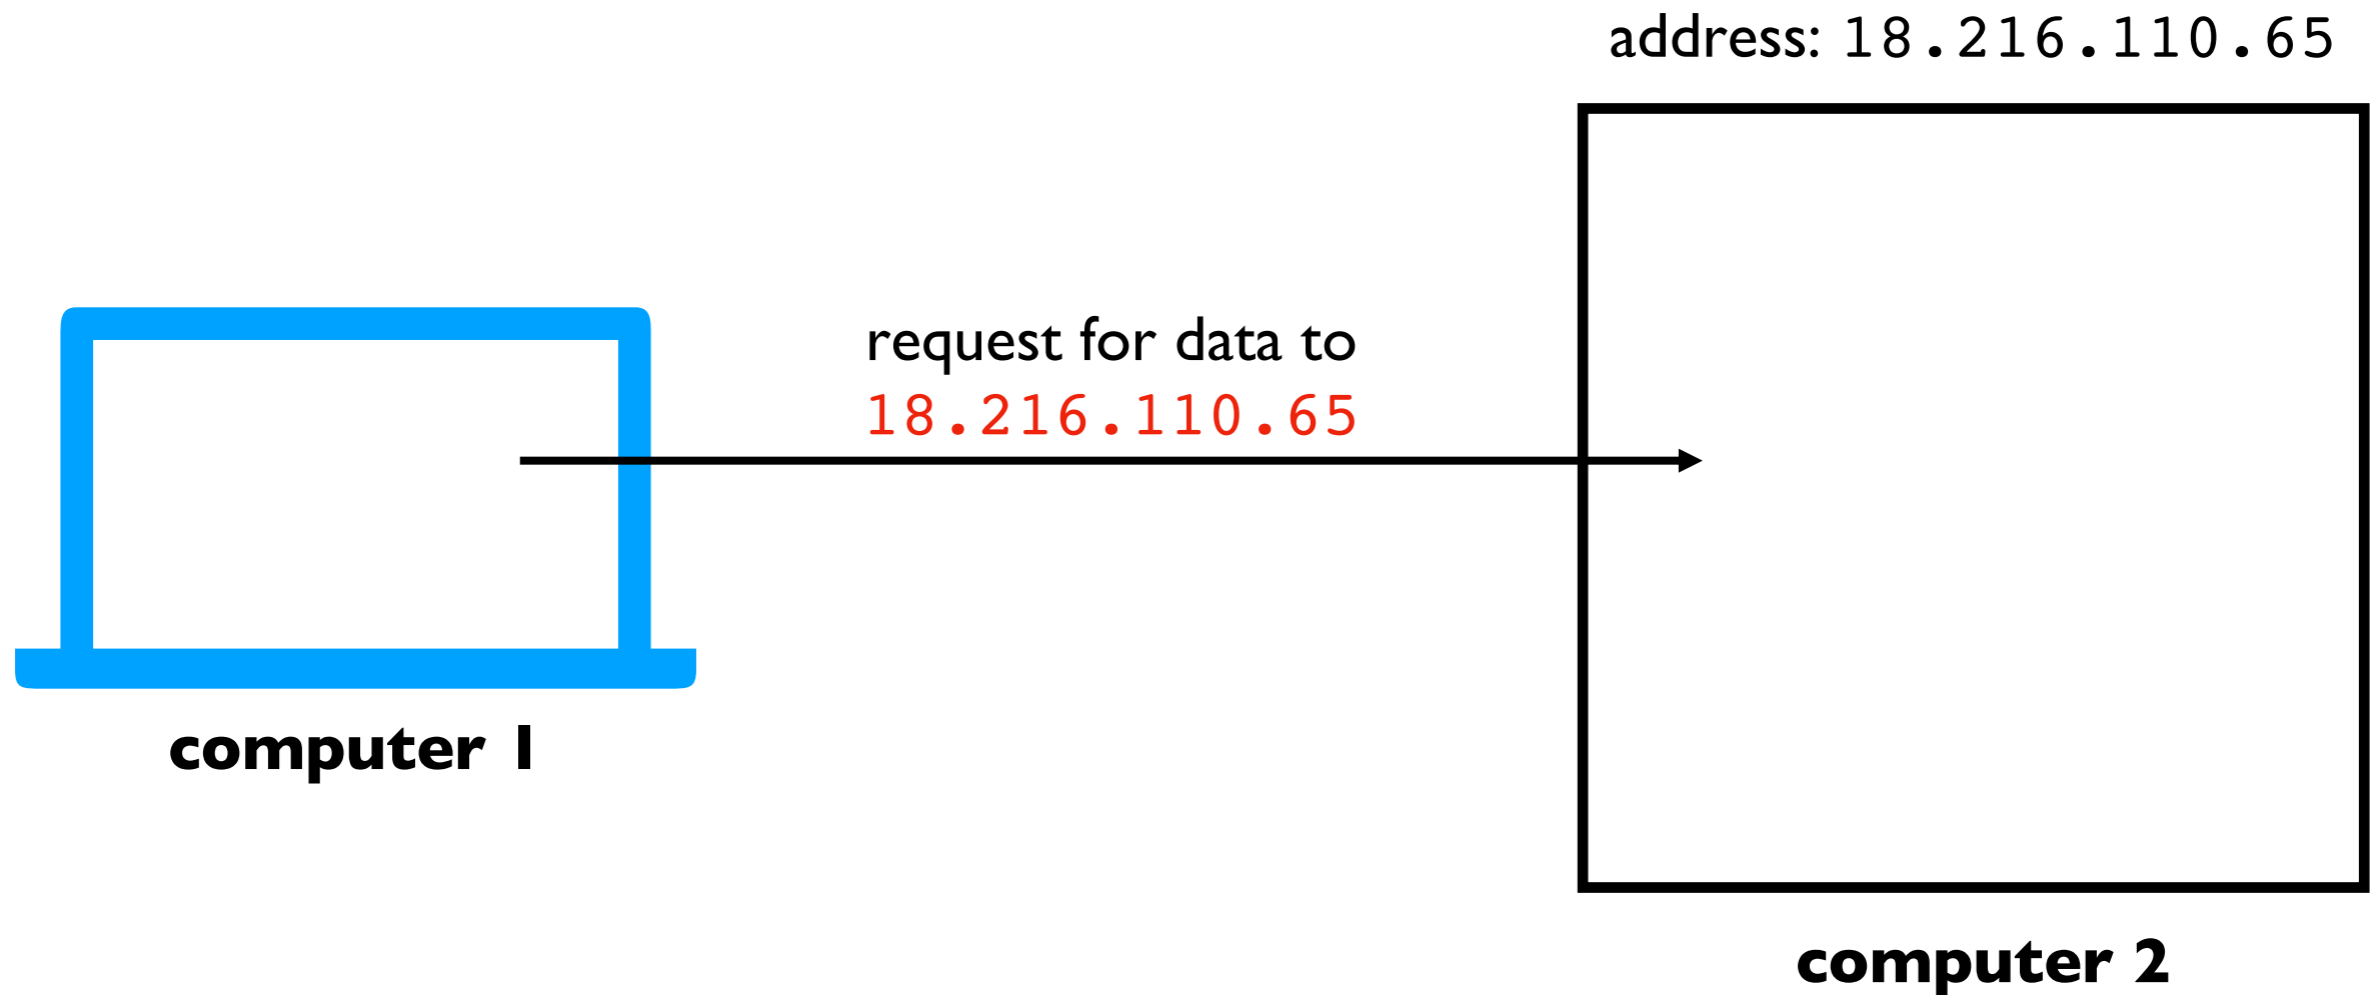 address: 18.216.110.65
request for data to
18.216.110.65
computer 1
computer 2